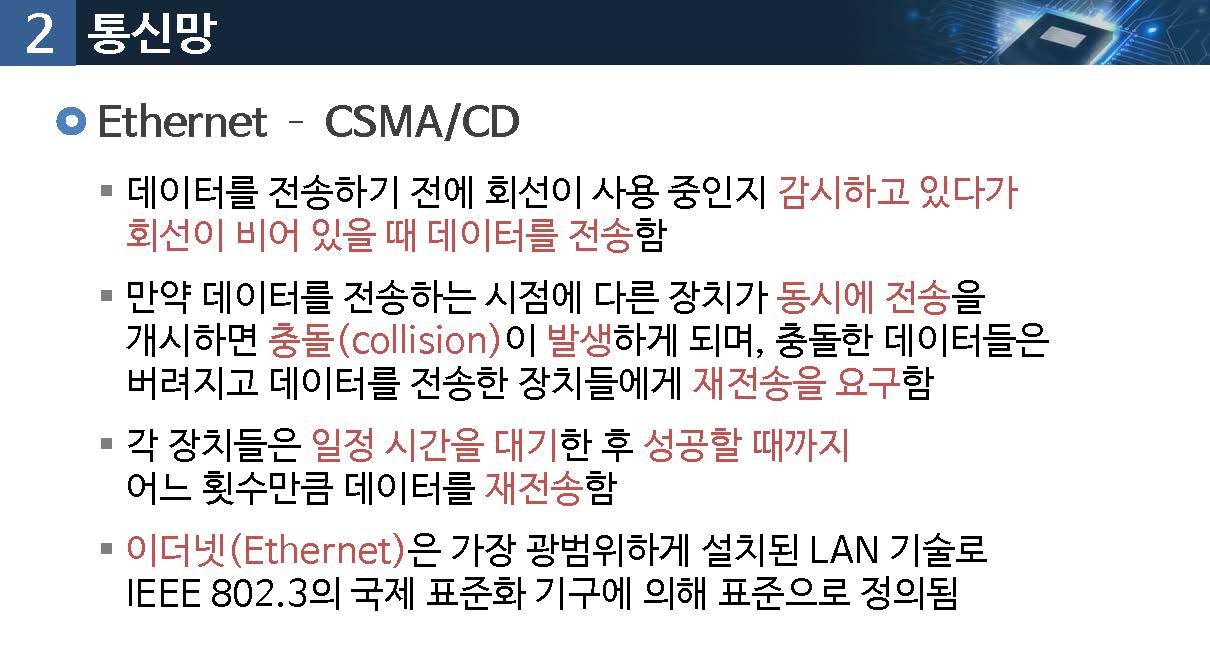 2 통신망
Ethernet - CSMA/CD
데이터를 전송하기 전에 회선이 사용 중인지 감시하고 있다가
회선이 비어 있을 때 데이터를 전송함
만약 데이터를 전송하는 시점에 다른 장치가 동시에 전송을
개시하면 충돌(collision)이 발생하게 되며, 충돌한 데이터들은
버려지고 데이터를 전송한 장치들에게 재전송을 요구함
각 장치들은 일정 시간을 대기한 후 성공할 때까지
어느 횟수만큼 데이터를 재전송함
이더넷(Ethernet)은 가장 광범위하게 설치된 LAN 기술로
IEEE 802.3의 국제 표준화 기구에 의해 표준으로 정의됨